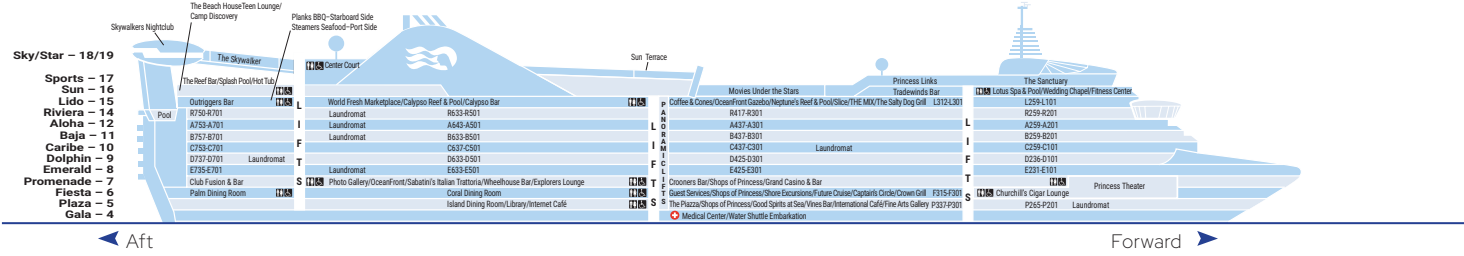 The Beach HouseTeen Lounge/
Camp Discovery
Planks BBQ–Starboard Side
Steamers Seafood–Port Side
Skywalkers Nightclub
Sky/Star – 18/19
The Skywalker
Center Court
Sun Terrace
Sports – 17
The Reef Bar/Splash Pool/Hot Tub
Princess Links
The Sanctuary
Sun – 16
Movies Under the Stars
Tradewinds Bar
Lotus Spa & Pool/Wedding Chapel/Fitness Center
Lido – 15
Outriggers Bar
World Fresh Marketplace/Calypso Reef & Pool/Calypso Bar
Coffee & Cones/OceanFront Gazebo/Neptune's Reef & Pool/Slice/THE MIX/The Salty Dog Grill L312-L301
L259-L101
Riviera – 14
Pool
R750-R701
Laundromat
R633-R501
R417-R301
R259-R201
Aloha – 12
A753-A701
Laundromat
A643-A501
A437-A301
A259-A201
Baja – 11
B757-B701
Laundromat
B633-B501
B437-B301
B259-B201
Caribe – 10
C753-C701
C637-C501
C437-C301
Laundromat
C259-C101
Dolphin – 9
D737-D701
Laundromat
D633-D501
D425-D301
D236-D101
Emerald – 8
E735-E701
Laundromat
E633-E501
E425-E301
E231-E101
Promenade – 7
Club Fusion & Bar
Photo Gallery/OceanFront/Sabatini's Italian Trattoria/Wheelhouse Bar/Explorers Lounge
Crooners Bar/Shops of Princess/Grand Casino & Bar
Princess Theater
Fiesta – 6
Palm Dining Room
Coral Dining Room
Guest Services/Shops of Princess/Shore Excursions/Future Cruise/Captain's Circle/Crown Grill F315-F301
Churchill's Cigar Lounge
Plaza – 5
Island Dining Room/Library/Internet Café
The Piazza/Shops of Princess/Good Spirits at Sea/Vines Bar/International Café/Fine Arts Gallery P337-P301
P265-P201
Laundromat
Gala – 4
Medical Center/Water Shuttle Embarkation
LIFTS
LIFTS
PANORAMIC LIFTS
LIFTS
Aft
Forward